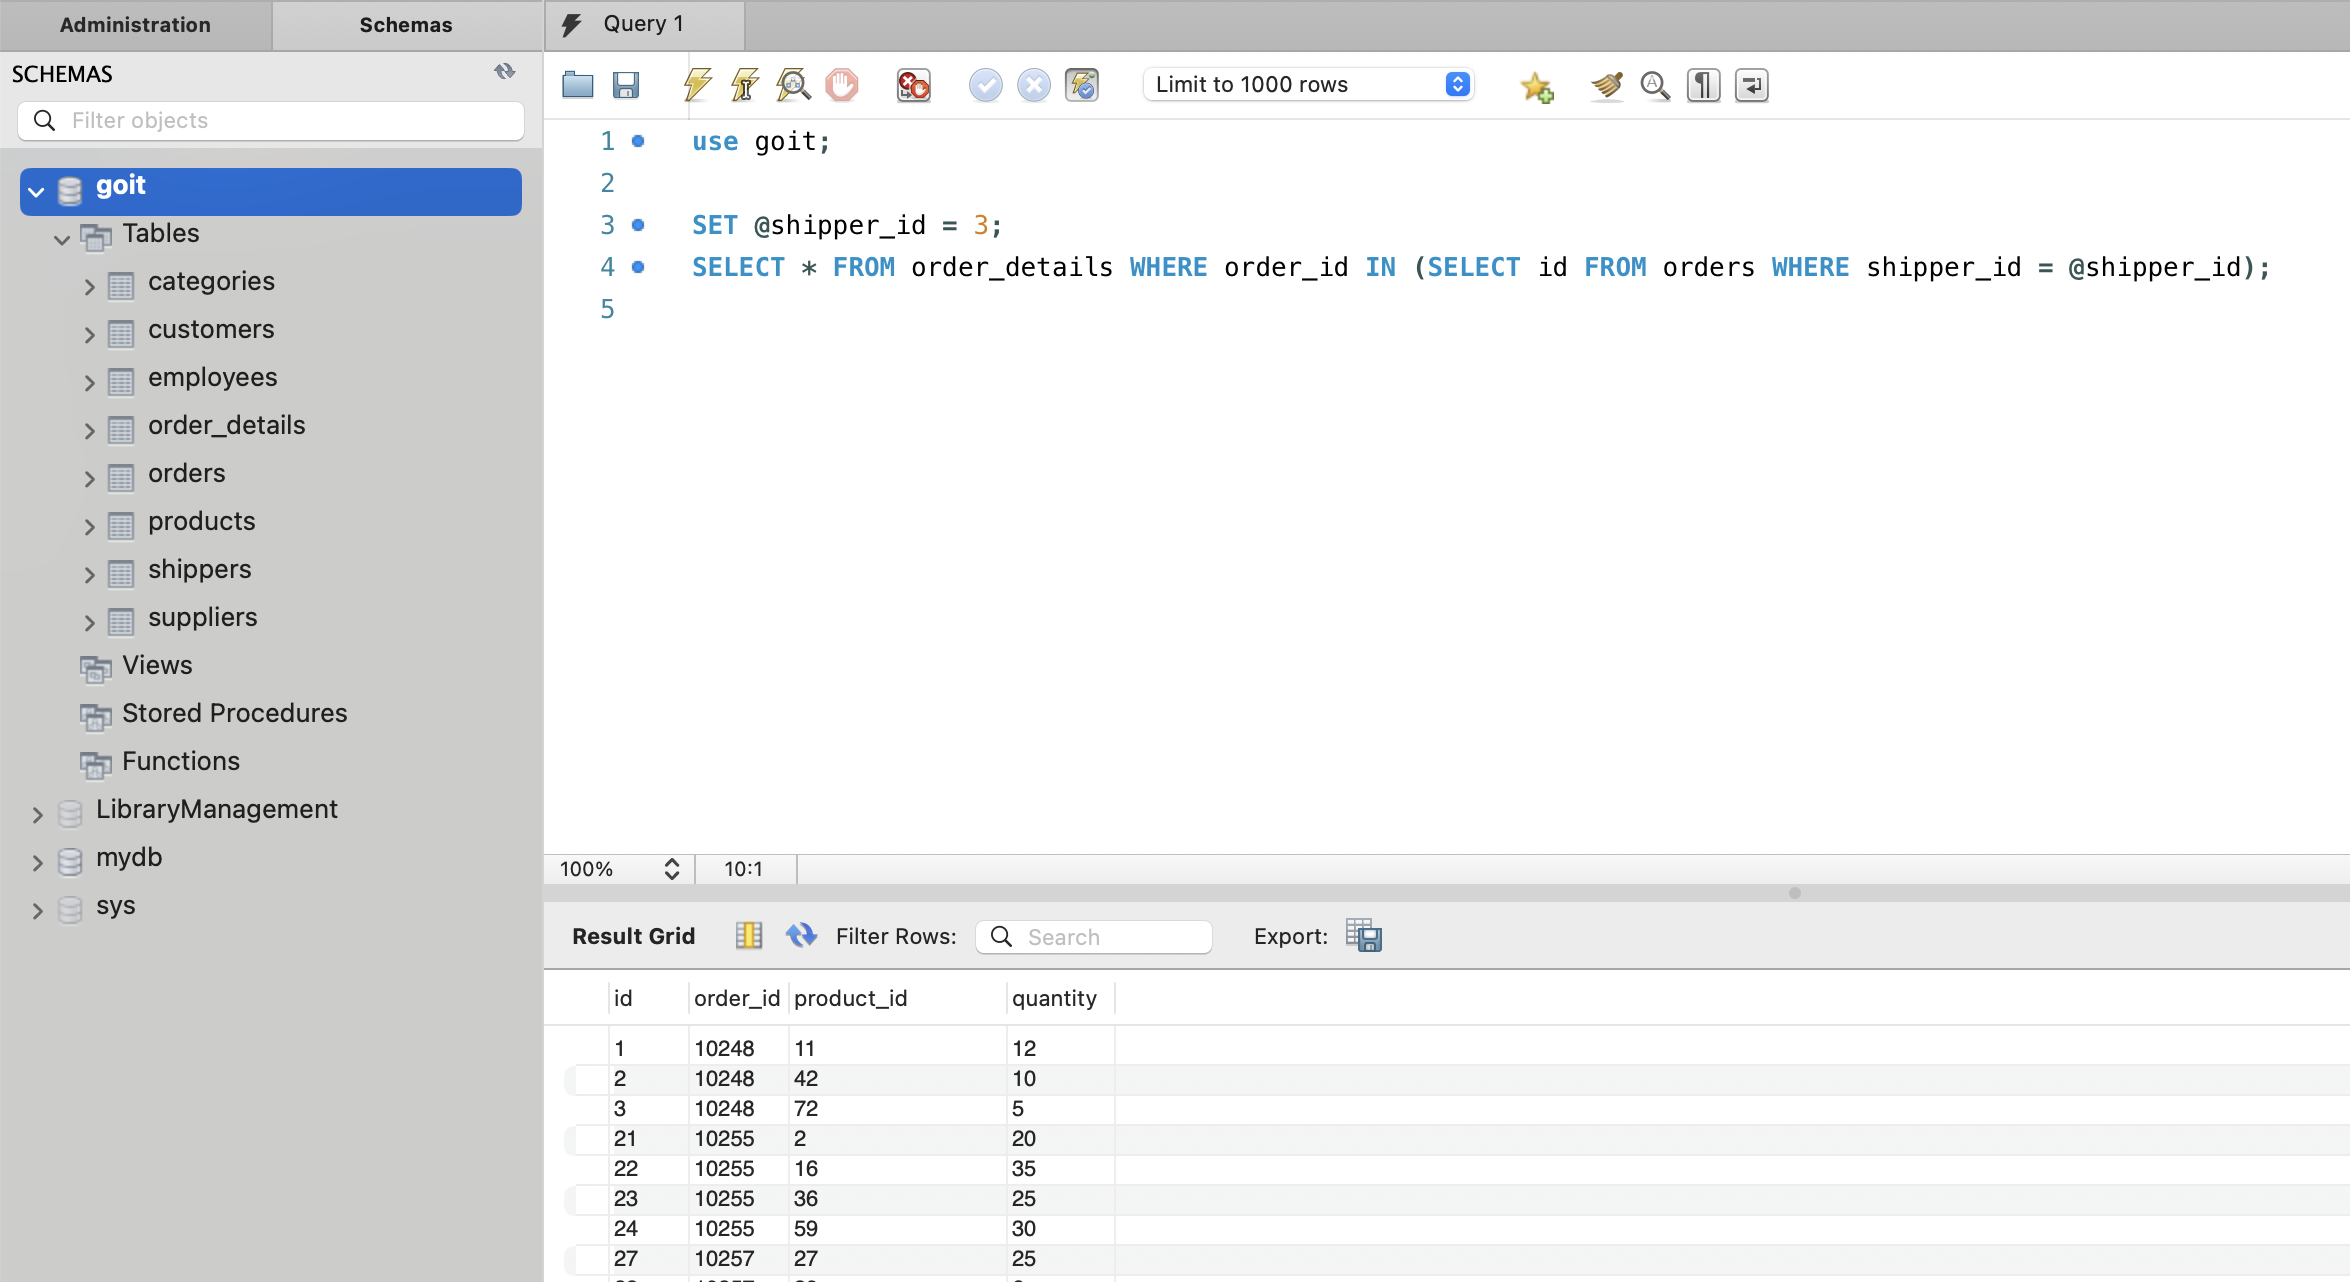 Administration
Schemas
SCHEMAS
Filter objects
goit
Tables
categories
customers
employees
order_details
orders
products
shippers
suppliers
Views
Stored Procedures
Functions
LibraryManagement
mydb
sys
Query 1
Limit to 1000 rows
1 use goit;
2
3 SET @shipper_id = 3;
4 SELECT * FROM order_details WHERE order_id IN (SELECT id FROM orders WHERE shipper_id = @shipper_id);
5
100% 10:1
Result Grid Filter Rows: Search Export:
id order_id product_id quantity
1 10248 11 12
2 10248 42 10
3 10248 72 5
21 10255 2 20
22 10255 16 35
23 10255 36 25
24 10255 59 30
27 10257 27 25